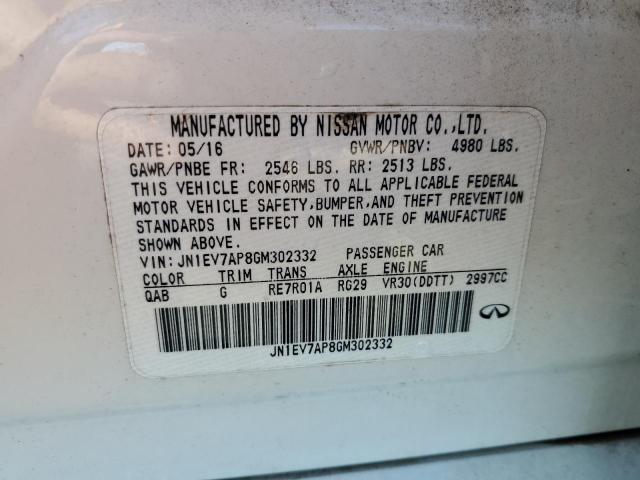 MANUFACTURED BY NISSAN MOTOR CO.,LTD.
DATE: 05/16 GVWR/PNBV: 4980 LBS.
GAWR/PNBE FR: 2546 LBS. RR: 2513 LBS.
THIS VEHICLE CONFORMS TO ALL APPLICABLE FEDERAL
MOTOR VEHICLE SAFETY, BUMPER, AND THEFT PREVENTION
STANDARDS IN EFFECT ON THE DATE OF MANUFACTURE
SHOWN ABOVE.
VIN: JN1EV7AP8GM302332 PASSENGER CAR
COLOR TRIM TRANS AXLE ENGINE
QAB G RE7R01A RG29 VR30(DDTT) 2997CC
JN1EV7AP8GM302332